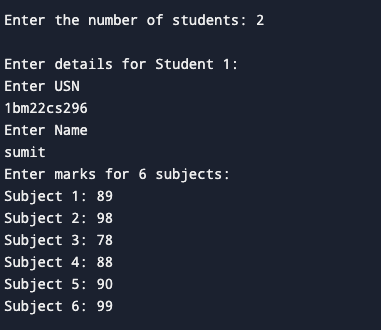 Enter the number of students: 2
Enter details for Student 1:
Enter USN
1bm22cs296
Enter Name
sumit
Enter marks for 6 subjects:
Subject 1: 89
Subject 2: 98
Subject 3: 78
Subject 4: 88
Subject 5: 90
Subject 6: 99